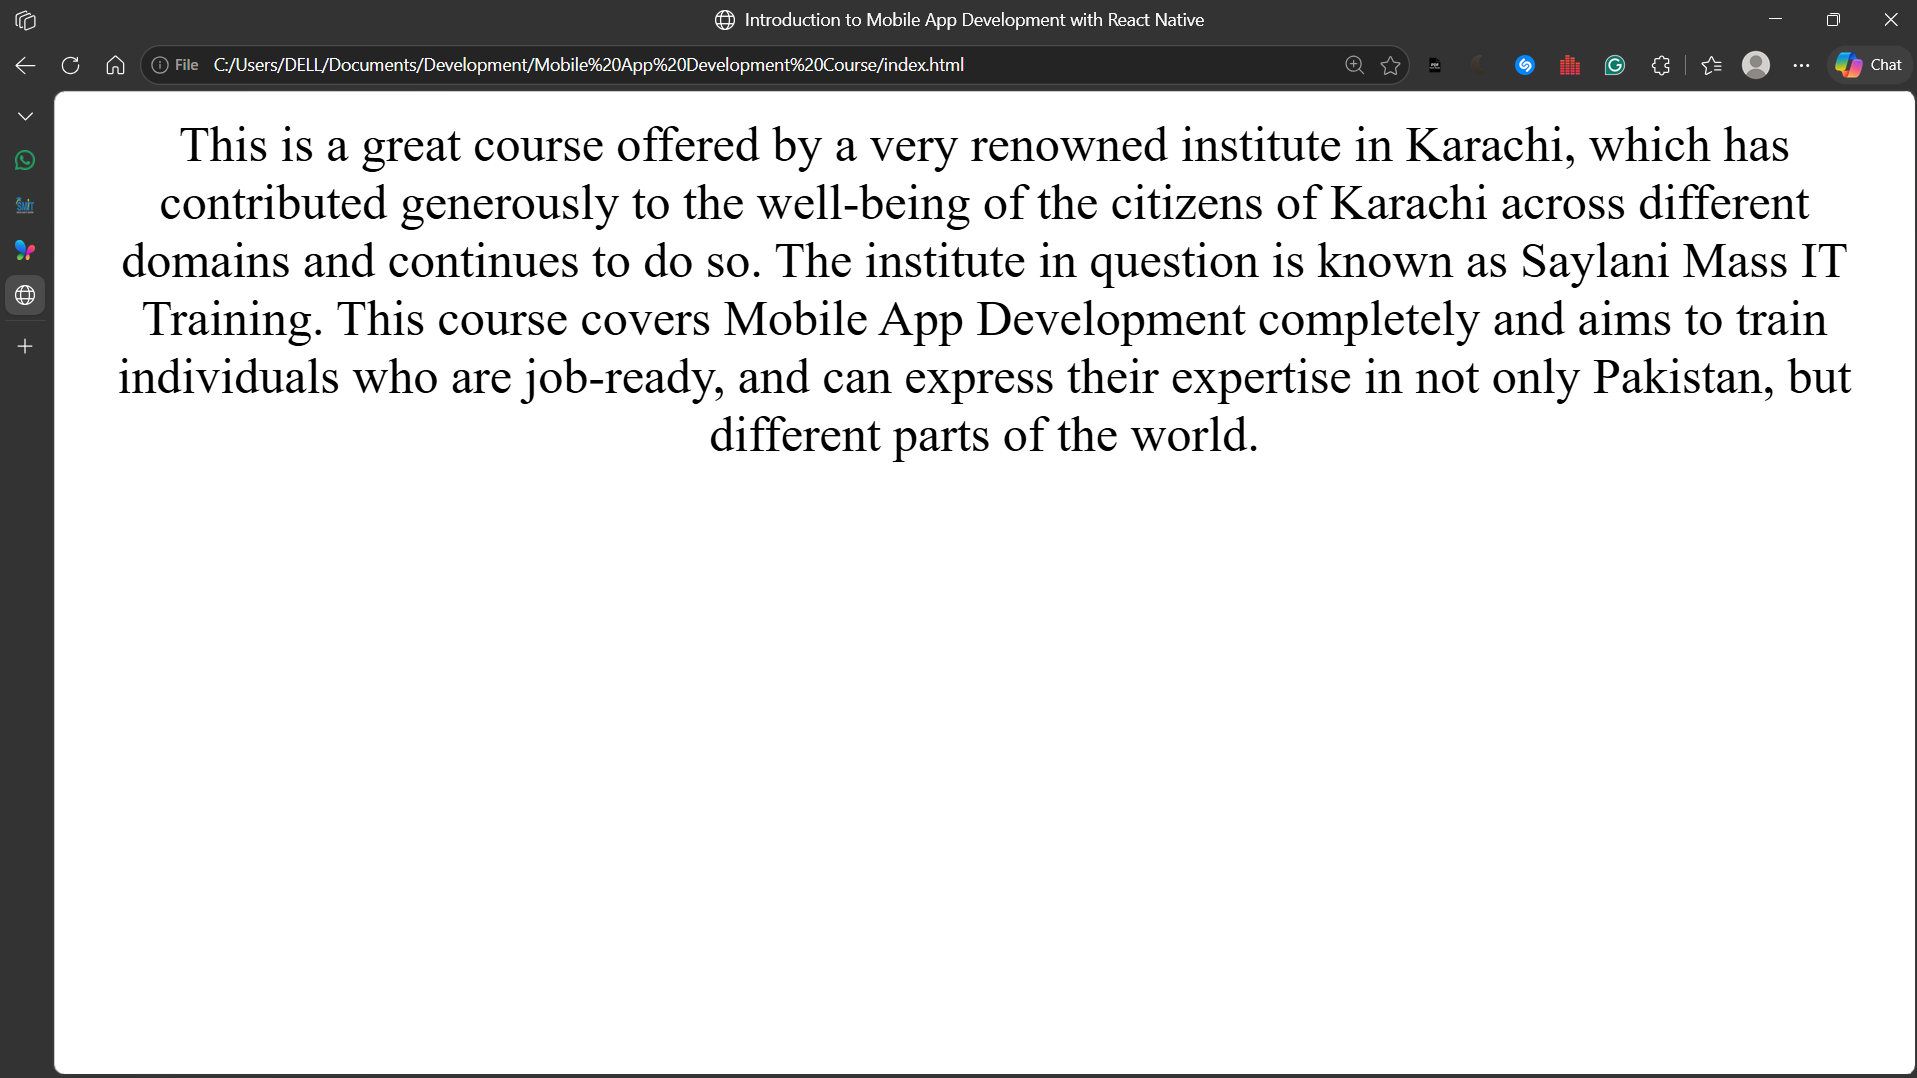 Introduction to Mobile App Development with React Native
File C:/Users/DELL/Documents/Development/Mobile%20App%20Development%20Course/index.html
Chat
SMIT
PDF
This is a great course offered by a very renowned institute in Karachi, which has
contributed generously to the well-being of the citizens of Karachi across different
domains and continues to do so. The institute in question is known as Saylani Mass IT
Training. This course covers Mobile App Development completely and aims to train
individuals who are job-ready, and can express their expertise in not only Pakistan, but
different parts of the world.